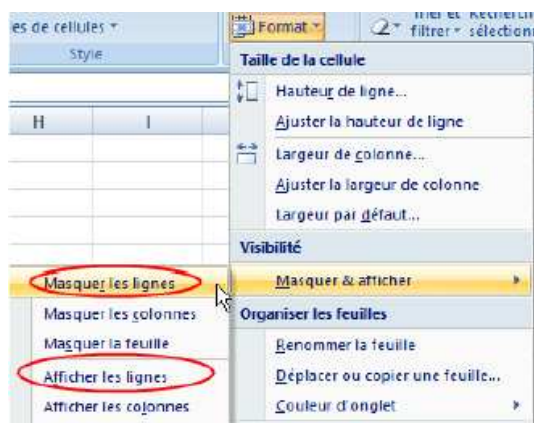 es de cellules
Style
Format
Trier et Recherch
filtrer sélection
Taille de la cellule
Hauteur de ligne...
Ajuster la hauteur de ligne
Largeur de colonne...
Ajuster la largeur de colonne
Largeur par défaut...
Visibilité
Masquer & afficher
Organiser les feuilles
Renommer la feuille
Déplacer ou copier une feuille...
Couleur d'onglet
H I
Masquer les lignes
Masquer les colonnes
Masquer la feuille
Afficher les lignes
Afficher les colonnes